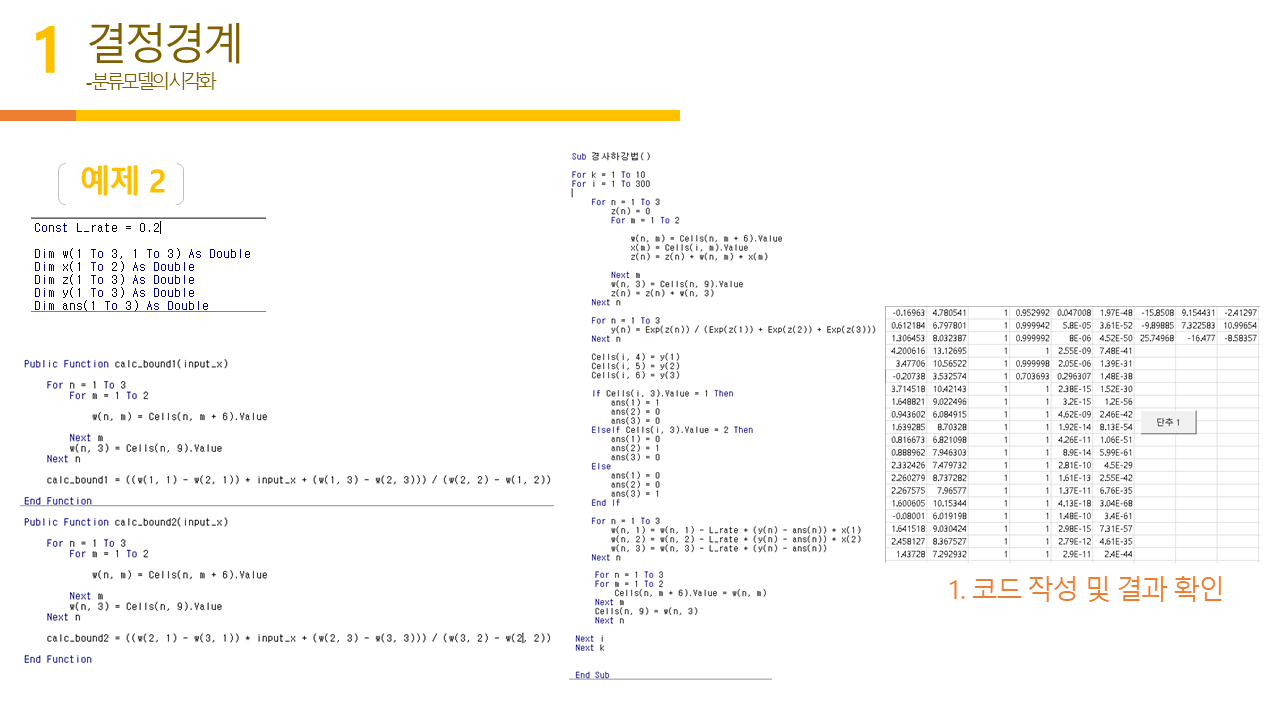 1 결정경계
-분류모델의시각화
예제 2
Const L_rate = 0.2
Dim w(1 To 3, 1 To 3) As Double
Dim x(1 To 2) As Double
Dim z(1 To 3) As Double
Dim y(1 To 3) As Double
Dim ans(1 To 3) As Double
Public Function calc_bound1(input_x)
For n = 1 To 3
For m = 1 To 2
w(n, m) = Cells(n, m + 6).Value
Next m
w(n, 3) = Cells(n, 9).Value
Next n
calc_bound1 = ((w(1, 1) - w(2, 1)) * input_x + (w(1, 3) - w(2, 3))) / (w(2, 2) - w(1, 2))
End Function
Public Function calc_bound2(input_x)
For n = 1 To 3
For m = 1 To 2
w(n, m) = Cells(n, m + 6).Value
Next m
w(n, 3) = Cells(n, 9).Value
Next n
calc_bound2 = ((w(2, 1) - w(3, 1)) * input_x + (w(2, 3) - w(3, 3))) / (w(3, 2) - w(2, 2))
End Function
Sub 경사하강법()
For k = 1 To 10
For i = 1 To 300
For n = 1 To 3
z(n) = 0
For m = 1 To 2
w(n, m) = Cells(n, m + 6).Value
x(m) = Cells(i, m).Value
z(n) = z(n) + w(n, m) * x(m)
Next m
w(n, 3) = Cells(n, 9).Value
z(n) = z(n) + w(n, 3)
Next n
For n = 1 To 3
y(n) = Exp(z(n)) / (Exp(z(1)) + Exp(z(2)) + Exp(z(3)))
Next n
Cells(i, 4) = y(1)
Cells(i, 5) = y(2)
Cells(i, 6) = y(3)
If Cells(i, 3).Value = 1 Then
ans(1) = 1
ans(2) = 0
ans(3) = 0
ElseIf Cells(i, 3).Value = 2 Then
ans(1) = 0
ans(2) = 1
ans(3) = 0
Else
ans(1) = 0
ans(2) = 0
ans(3) = 1
End If
For n = 1 To 3
w(n, 1) = w(n, 1) - L_rate * (y(n) - ans(n)) * x(1)
w(n, 2) = w(n, 2) - L_rate * (y(n) - ans(n)) * x(2)
w(n, 3) = w(n, 3) - L_rate * (y(n) - ans(n))
Next n
For n = 1 To 3
For m = 1 To 2
Cells(n, m + 6).Value = w(n, m)
Next m
Cells(n, 9) = w(n, 3)
Next n
Next i
Next k
End Sub
-0.16963 4.780541 1 0.952992 0.047008 1.97E-48 -15.8508 9.154431 -2.41297
0.612184 6.797801 1 0.999942 5.8E-05 3.61E-52 -9.89885 7.322583 10.99654
1.306453 8.032387 1 0.999992 8E-06 4.52E-50 25.74968 -16.477 -8.58357
4.200616 13.12695 1 1 2.55E-09 7.48E-41
3.47706 10.56522 1 0.999998 2.05E-06 1.39E-31
-0.20738 3.532574 1 0.703693 0.296307 1.48E-38
3.714518 10.42143 1 1 2.38E-15 1.52E-30
1.648821 9.022496 1 1 3.2E-15 1.2E-56
0.943602 6.084915 1 1 4.62E-09 2.46E-42
1.639285 8.70328 1 1 1.92E-14 8.13E-54
0.816673 6.821098 1 1 4.26E-11 1.06E-51
0.888962 7.946303 1 1 8.9E-14 5.99E-61
2.332426 7.479732 1 1 2.81E-10 4.5E-29
2.260279 8.737282 1 1 1.61E-13 2.55E-42
2.267575 7.96577 1 1 1.37E-11 6.76E-35
1.600605 10.15344 1 1 4.13E-18 3.04E-68
-0.08001 6.019198 1 1 1.48E-10 3.4E-61
1.641518 9.030424 1 1 2.98E-15 7.31E-57
2.458127 8.367527 1 1 2.79E-12 4.61E-35
1.43728 7.292932 1 1 2.9E-11 2.4E-44
단추 1
1. 코드 작성 및 결과 확인